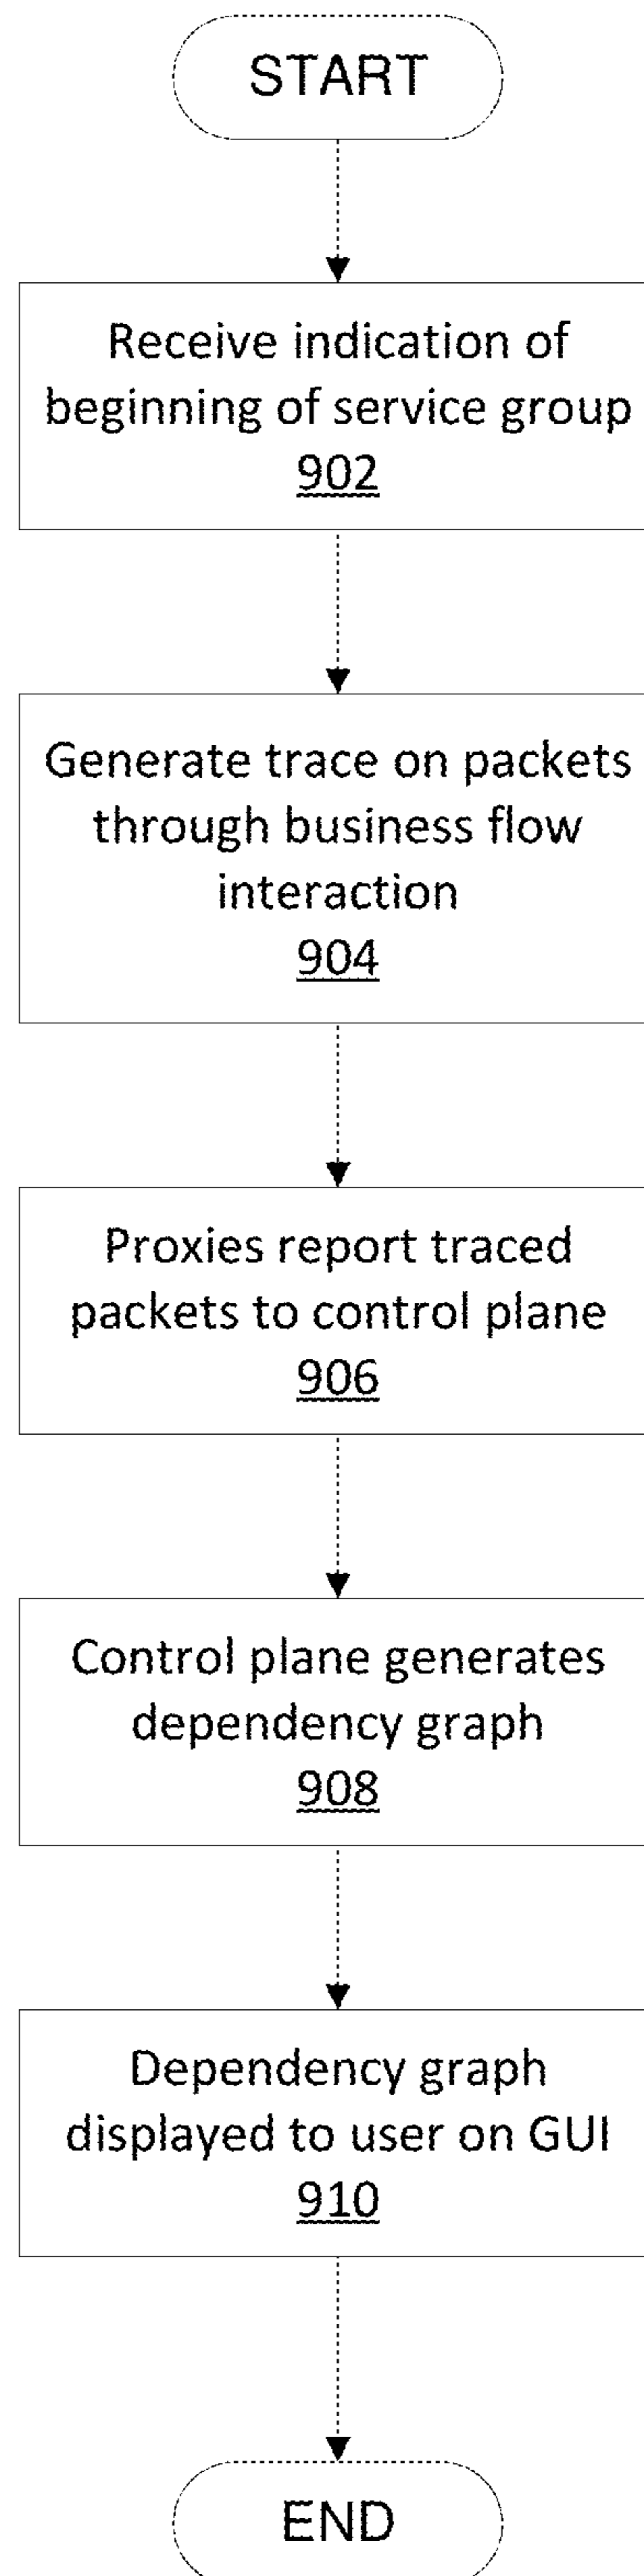 START
Receive indication of
beginning of service group
902
Generate trace on packets
through business flow
interaction
904
Proxies report traced
packets to control plane
906
Control plane generates
dependency graph
908
Dependency graph
displayed to user on GUI
910
END